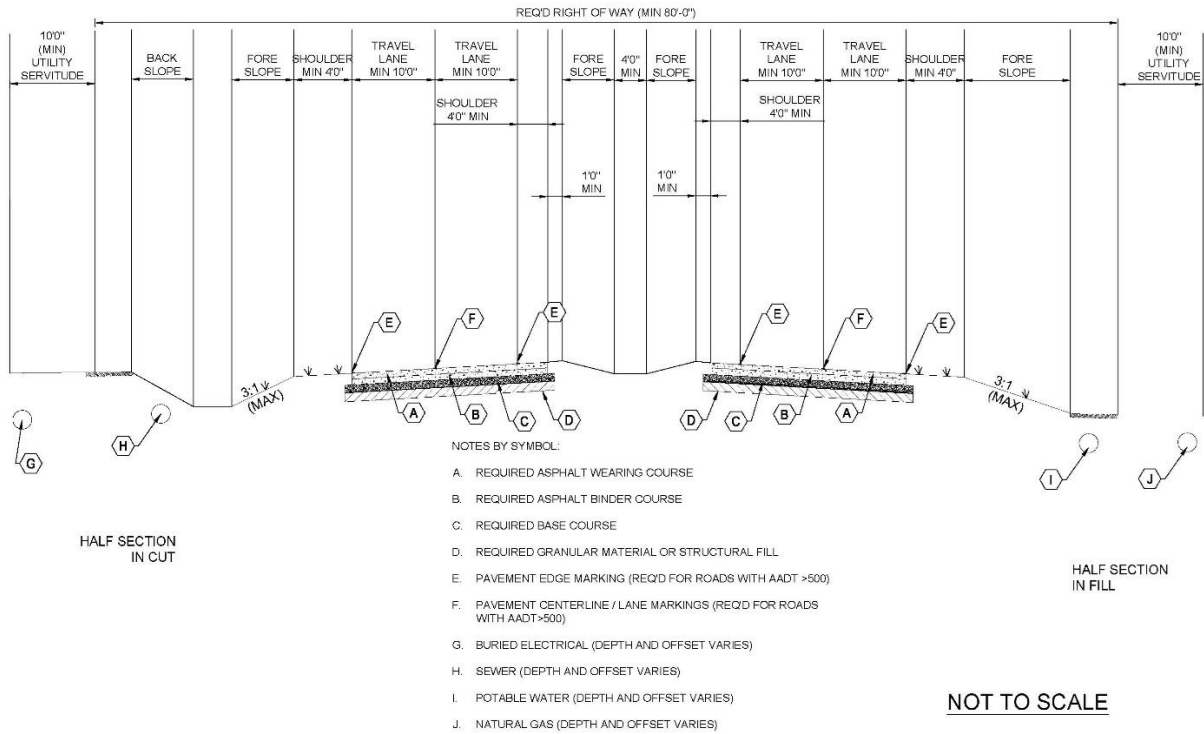 REQ'D RIGHT OF WAY (MIN 80'-0")
10'0"
(MIN)
UTILITY
SERVITUDE
BACK
SLOPE
FORE
SLOPE
SHOULDER
MIN 4'0"
TRAVEL
LANE
MIN 10'0"
TRAVEL
LANE
MIN 10'0"
FORE
SLOPE
4'0"
MIN
FORE
SLOPE
TRAVEL
LANE
MIN 10'0"
TRAVEL
LANE
MIN 10'0"
SHOULDER
MIN 4'0"
FORE
SLOPE
10'0"
(MIN)
UTILITY
SERVITUDE
SHOULDER
4'0" MIN
SHOULDER
4'0" MIN
1'0"
MIN
1'0"
MIN
E
F
E
E
F
E
3:1
(MAX)
3:1
(MAX)
A
B
C
D
D
C
B
A
G
H
I
J
HALF SECTION
IN CUT
HALF SECTION
IN FILL
NOTES BY SYMBOL:
A. REQUIRED ASPHALT WEARING COURSE
B. REQUIRED ASPHALT BINDER COURSE
C. REQUIRED BASE COURSE
D. REQUIRED GRANULAR MATERIAL OR STRUCTURAL FILL
E. PAVEMENT EDGE MARKING (REQ'D FOR ROADS WITH AADT >500)
F. PAVEMENT CENTERLINE / LANE MARKINGS (REQ'D FOR ROADS
WITH AADT>500)
G. BURIED ELECTRICAL (DEPTH AND OFFSET VARIES)
H. SEWER (DEPTH AND OFFSET VARIES)
I. POTABLE WATER (DEPTH AND OFFSET VARIES)
J. NATURAL GAS (DEPTH AND OFFSET VARIES)
NOT TO SCALE